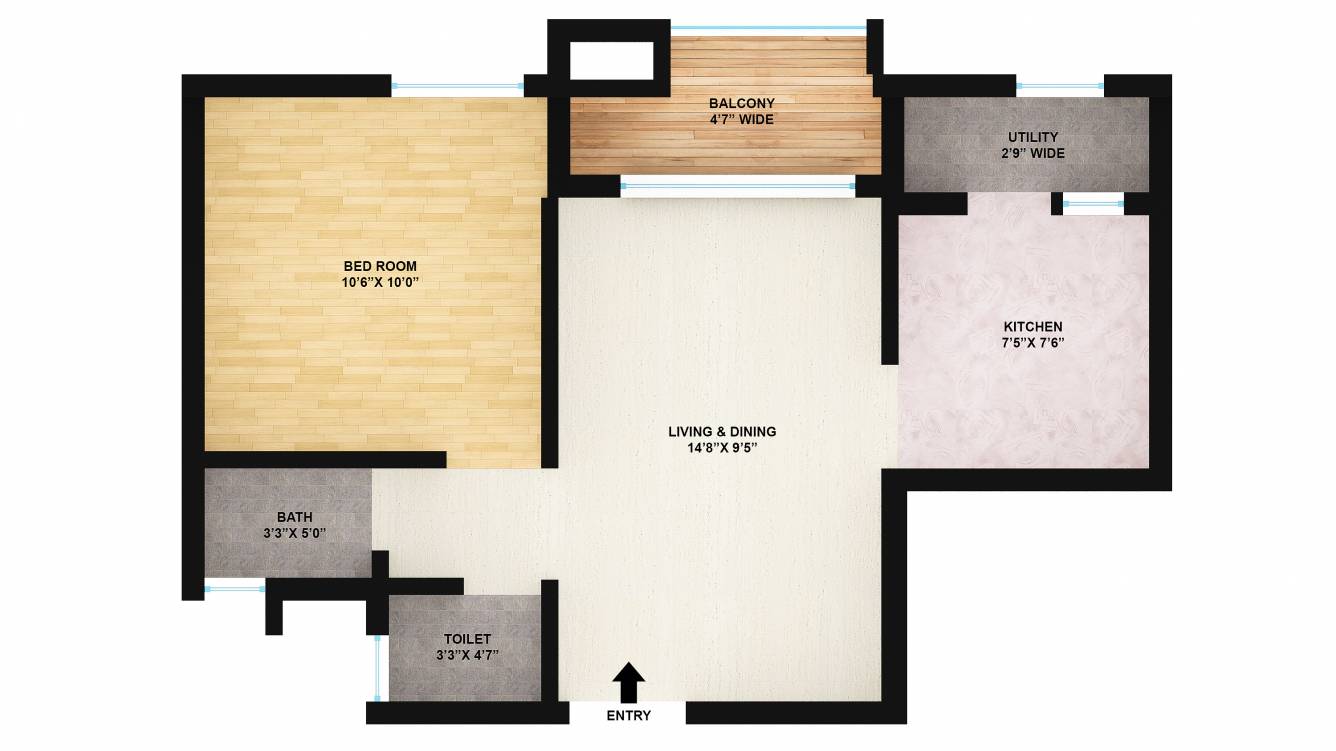 BALCONY
4’7” WIDE
UTILITY
2’9” WIDE
BED ROOM
10’6”X 10’0”
KITCHEN
7’5”X 7’6”
LIVING & DINING
14’8”X 9’5”
BATH
3’3”X 5’0”
TOILET
3’3”X 4’7”
ENTRY